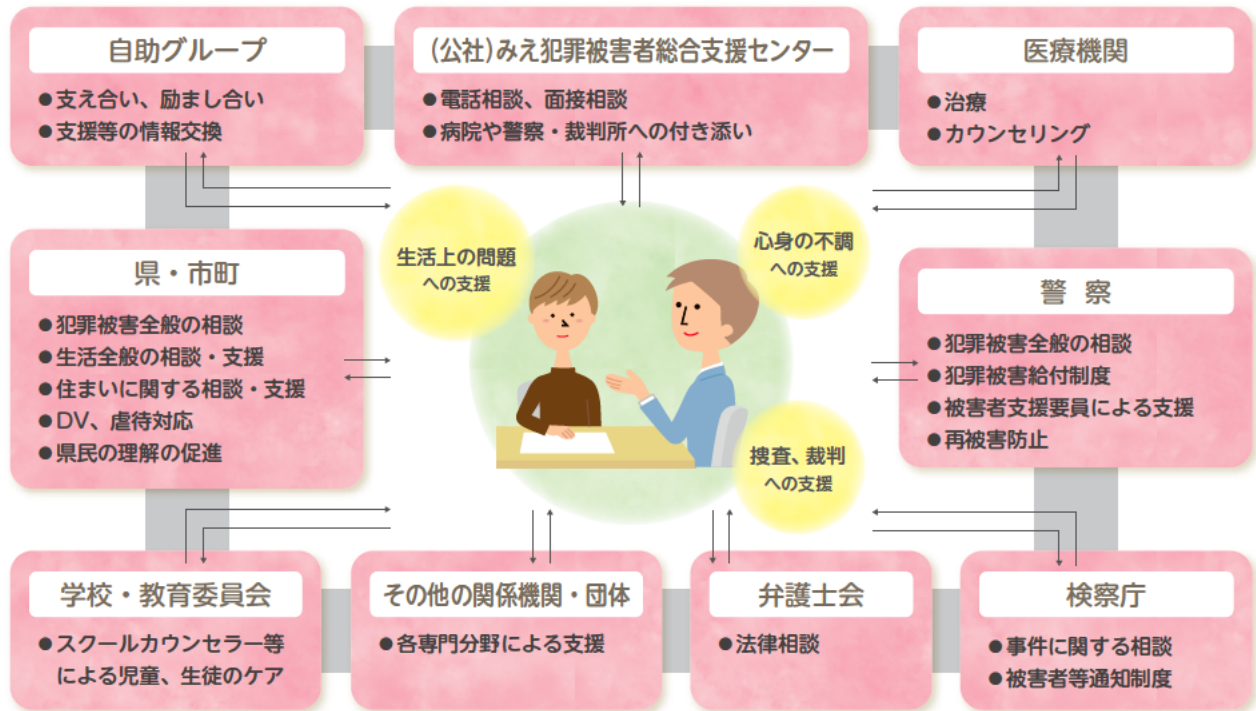 自助グループ
●支え合い、励まし合い
●支援等の情報交換
(公社)みえ犯罪被害者総合支援センター
●電話相談、面接相談
●病院や警察・裁判所への付き添い
医療機関
●治療
●カウンセリング
県・市町
●犯罪被害全般の相談
●生活全般の相談・支援
●住まいに関する相談・支援
●DV、虐待対応
●県民の理解の促進
生活上の問題
への支援
心身の不調
への支援
捜査、裁判
への支援
警 察
●犯罪被害全般の相談
●犯罪被害給付制度
●被害者支援要員による支援
●再被害防止
学校・教育委員会
●スクールカウンセラー等
による児童、生徒のケア
その他の関係機関・団体
●各専門分野による支援
弁護士会
●法律相談
検察庁
●事件に関する相談
●被害者等通知制度